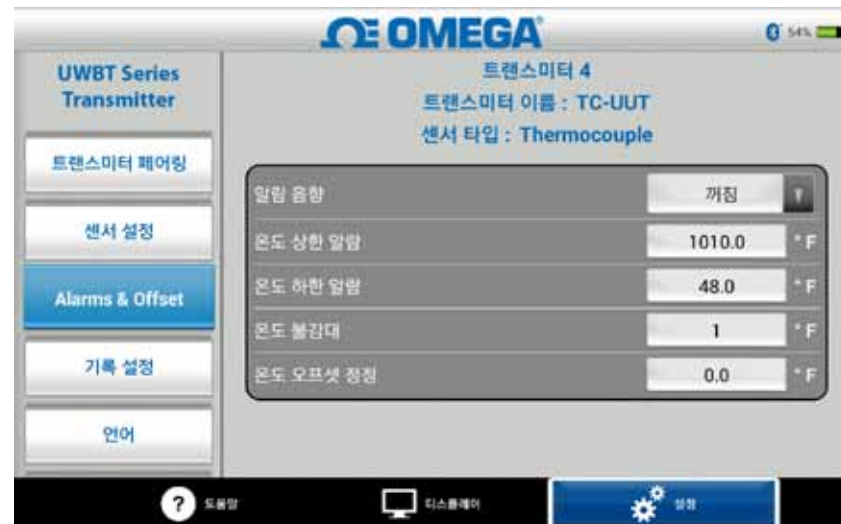 OMEGA
54%
UWBT Series
Transmitter
트랜스미터 페어링
센서 설정
Alarms & Offset
기록 설정
언어
트랜스미터 4
트랜스미터 이름 : TC-UUT
센서 타입 : Thermocouple
알람 음향 꺼짐
온도 상한 알람 1010.0 °F
온도 하한 알람 48.0 °F
온도 불감대 1 °F
온도 오프셋 정정 0.0 °F
? 도움말 디스플레이 설정